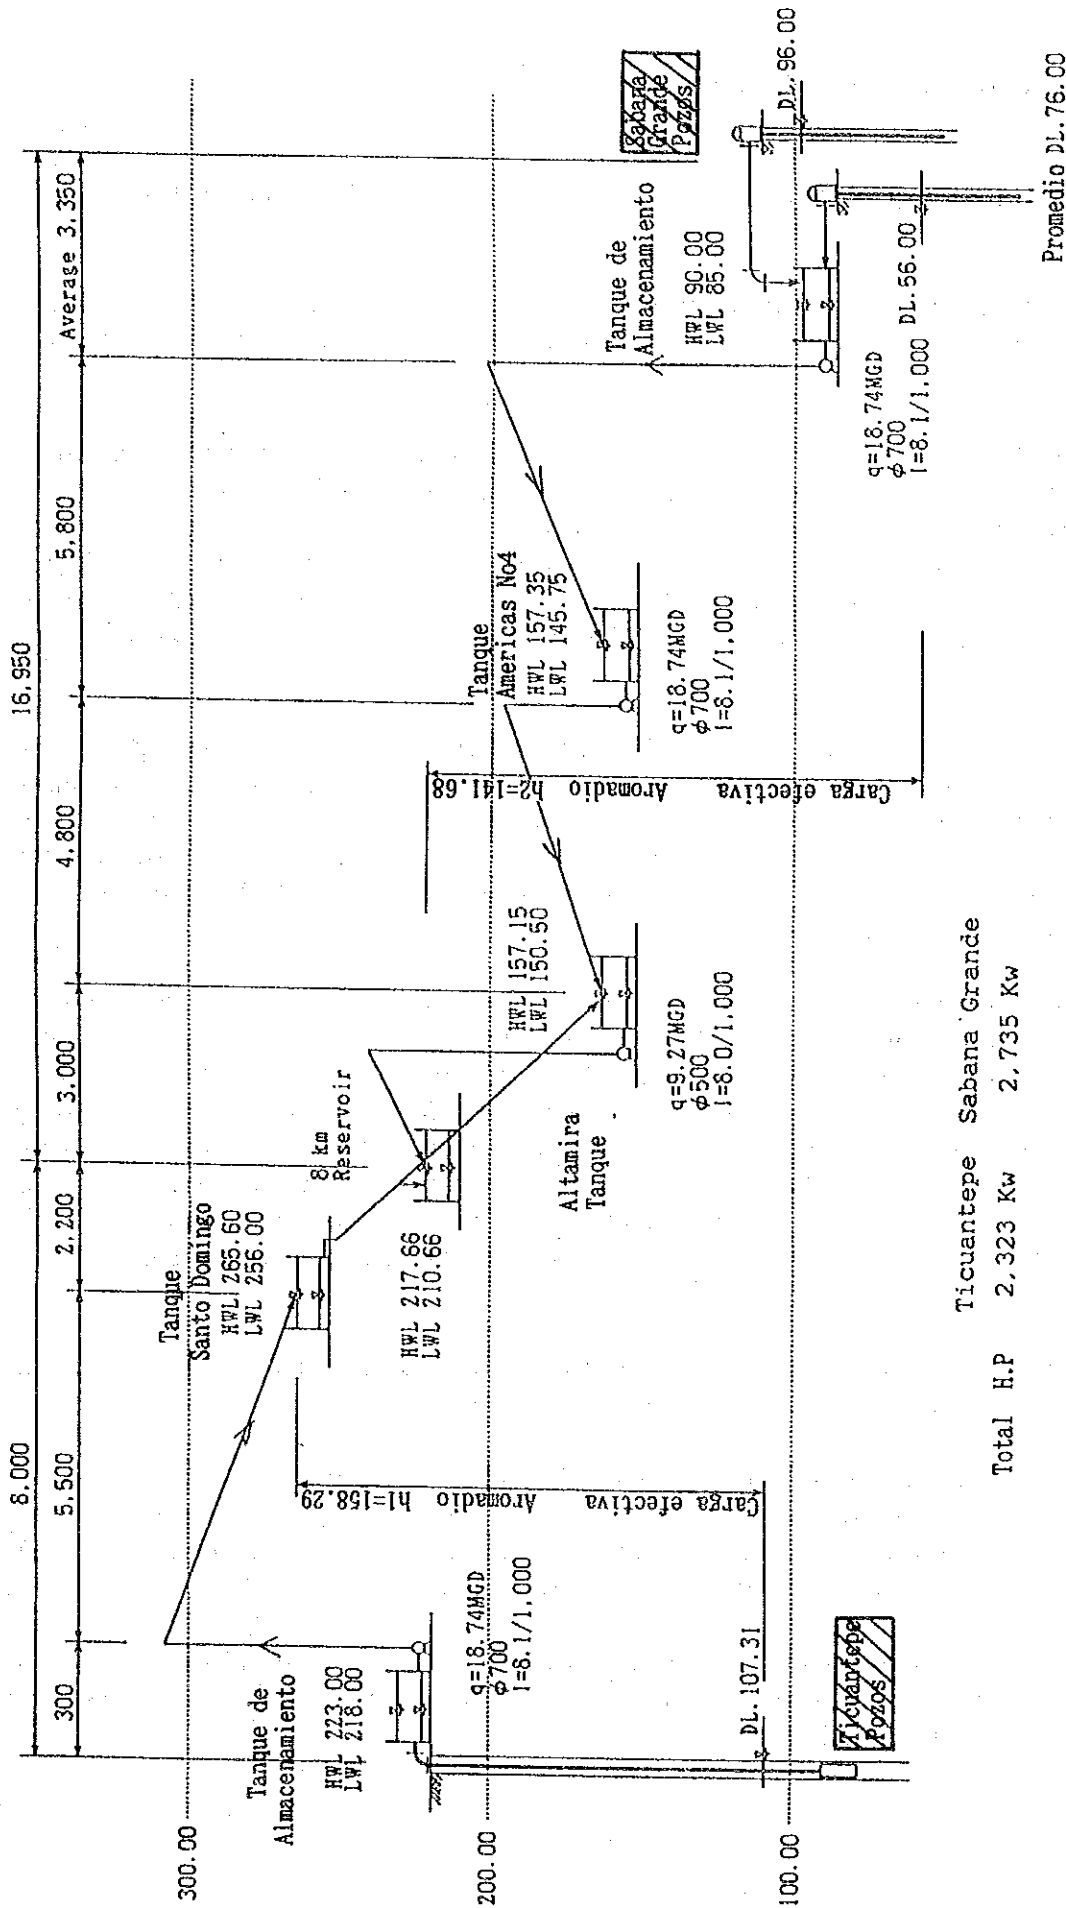 8.000
16.950
300
5,500
2,200
3.000
4.800
5,800
Average 3.350
300.00
200.00
100.00
Tanque de
Almacenamiento
HWL 223.00
LWL 218.00
q=18.74MGD
φ700
I=8.1/1,000
DL.107.31
Ticuantepe
Pozos
Carga efectiva Aromadio h1=158.29
Tanque
Santo Domingo
HWL 265.60
LWL 256.00
8 km
Reservoir
HWL 217.66
LWL 210.66
Altamira
Tanque
HWL 157.15
LWL 150.50
q=9.27MGD
φ500
I=8.0/1,000
Carga efectiva Aromadio h2=141.68
Tanque
Americas No4
HWL 157.35
LWL 145.75
q=18.74MGD
φ700
I=8.1/1,000
Tanque de
Almacenamiento
HWL 90.00
LWL 85.00
q=18.74MGD
φ700
I=8.1/1.000
DL.56.00
DL.96.00
Sabana
Grande
Pozos
Promedio DL.76.00
Ticuantepe Sabana Grande
Total H.P 2,323 Kw 2,735 Kw